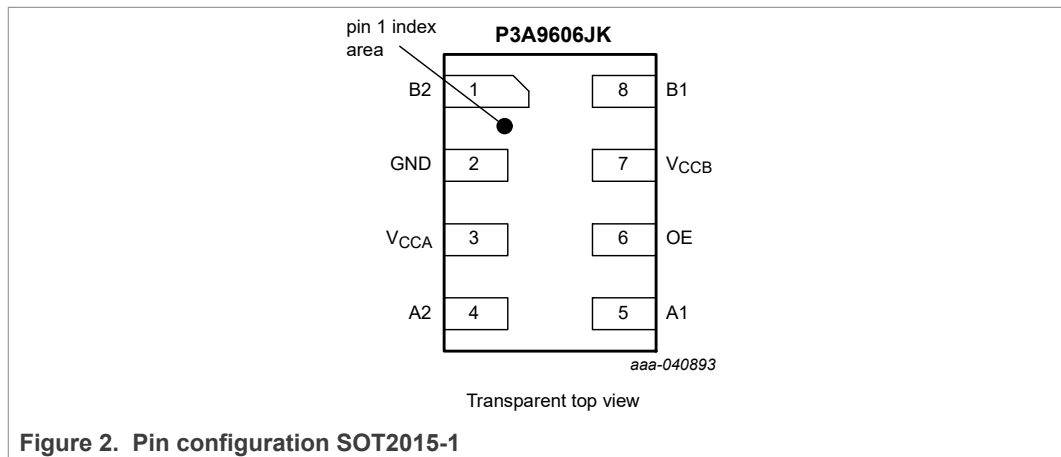 pin 1 index
area
P3A9606JK
B2 1 8 B1
GND 2 7 VCCB
VCCA 3 6 OE
A2 4 5 A1
aaa-040893
Transparent top view
Figure 2. Pin configuration SOT2015-1